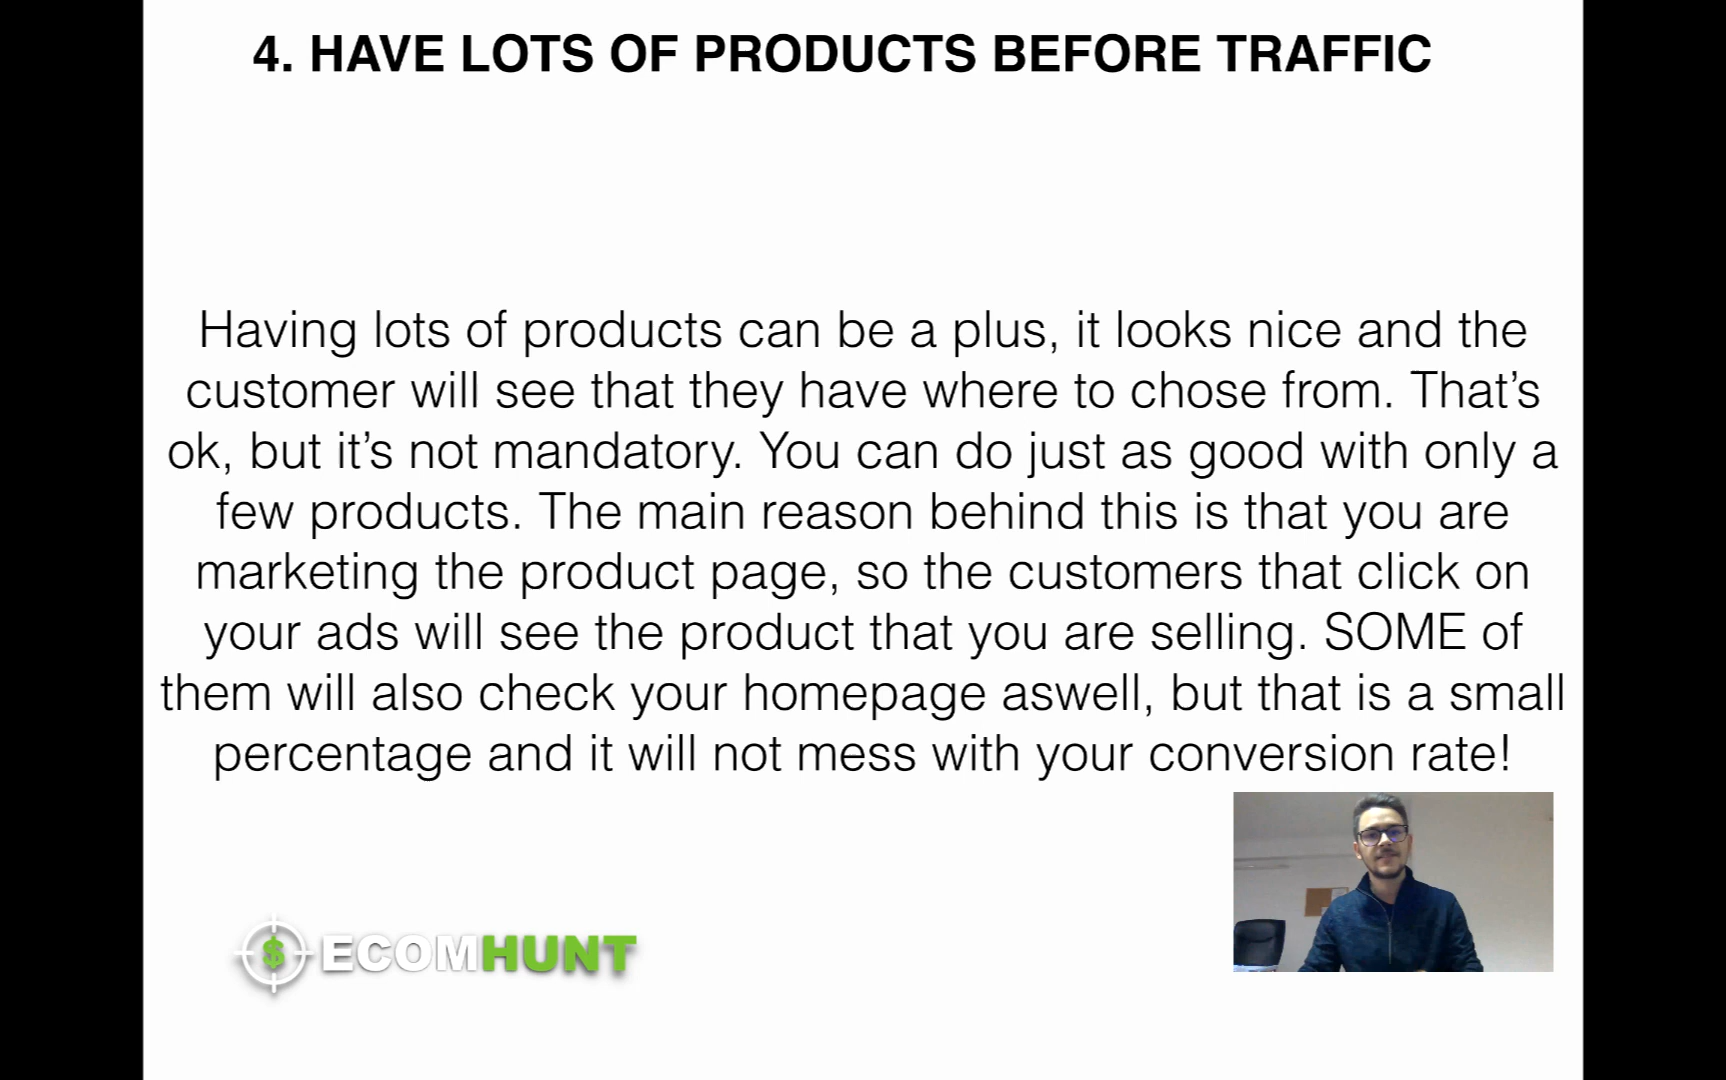 4. HAVE LOTS OF PRODUCTS BEFORE TRAFFIC
Having lots of products can be a plus, it looks nice and the
customer will see that they have where to chose from. That’s
ok, but it’s not mandatory. You can do just as good with only a
few products. The main reason behind this is that you are
marketing the product page, so the customers that click on
your ads will see the product that you are selling. SOME of
them will also check your homepage aswell, but that is a small
percentage and it will not mess with your conversion rate!
$ ECOMHUNT